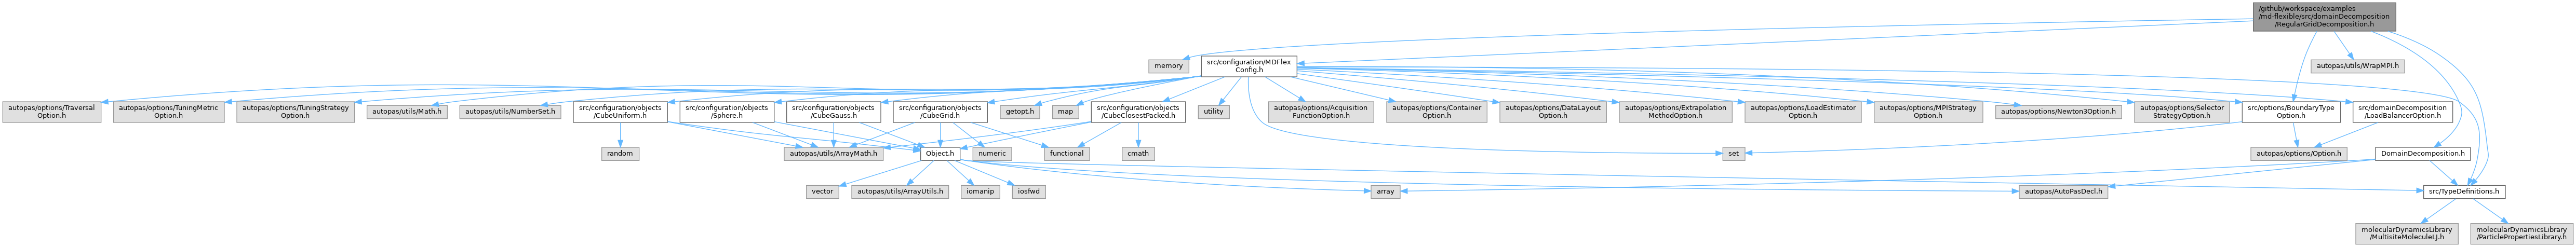 /github/workspace/examples
/md-flexible/src/domainDecomposition
/RegularGridDecomposition.h
memory
src/configuration/MDFlex
Config.h
autopas/utils/WrapMPI.h
autopas/options/Traversal
Option.h
autopas/options/TuningMetric
Option.h
autopas/options/TuningStrategy
Option.h
autopas/utils/Math.h
autopas/utils/NumberSet.h
src/configuration/objects
/CubeUniform.h
src/configuration/objects
/Sphere.h
src/configuration/objects
/CubeGauss.h
src/configuration/objects
/CubeGrid.h
getopt.h
map
src/configuration/objects
/CubeClosestPacked.h
utility
autopas/options/Acquisition
FunctionOption.h
autopas/options/Container
Option.h
autopas/options/DataLayout
Option.h
autopas/options/Extrapolation
MethodOption.h
autopas/options/LoadEstimator
Option.h
autopas/options/MPIStrategy
Option.h
autopas/options/Newton3Option.h
autopas/options/Selector
StrategyOption.h
src/options/BoundaryType
Option.h
src/domainDecomposition
/LoadBalancerOption.h
random
autopas/utils/ArrayMath.h
Object.h
numeric
functional
cmath
set
autopas/options/Option.h
DomainDecomposition.h
vector
autopas/utils/ArrayUtils.h
iomanip
iosfwd
array
autopas/AutoPasDecl.h
src/TypeDefinitions.h
molecularDynamicsLibrary
/MultisiteMoleculeLJ.h
molecularDynamicsLibrary
/ParticlePropertiesLibrary.h